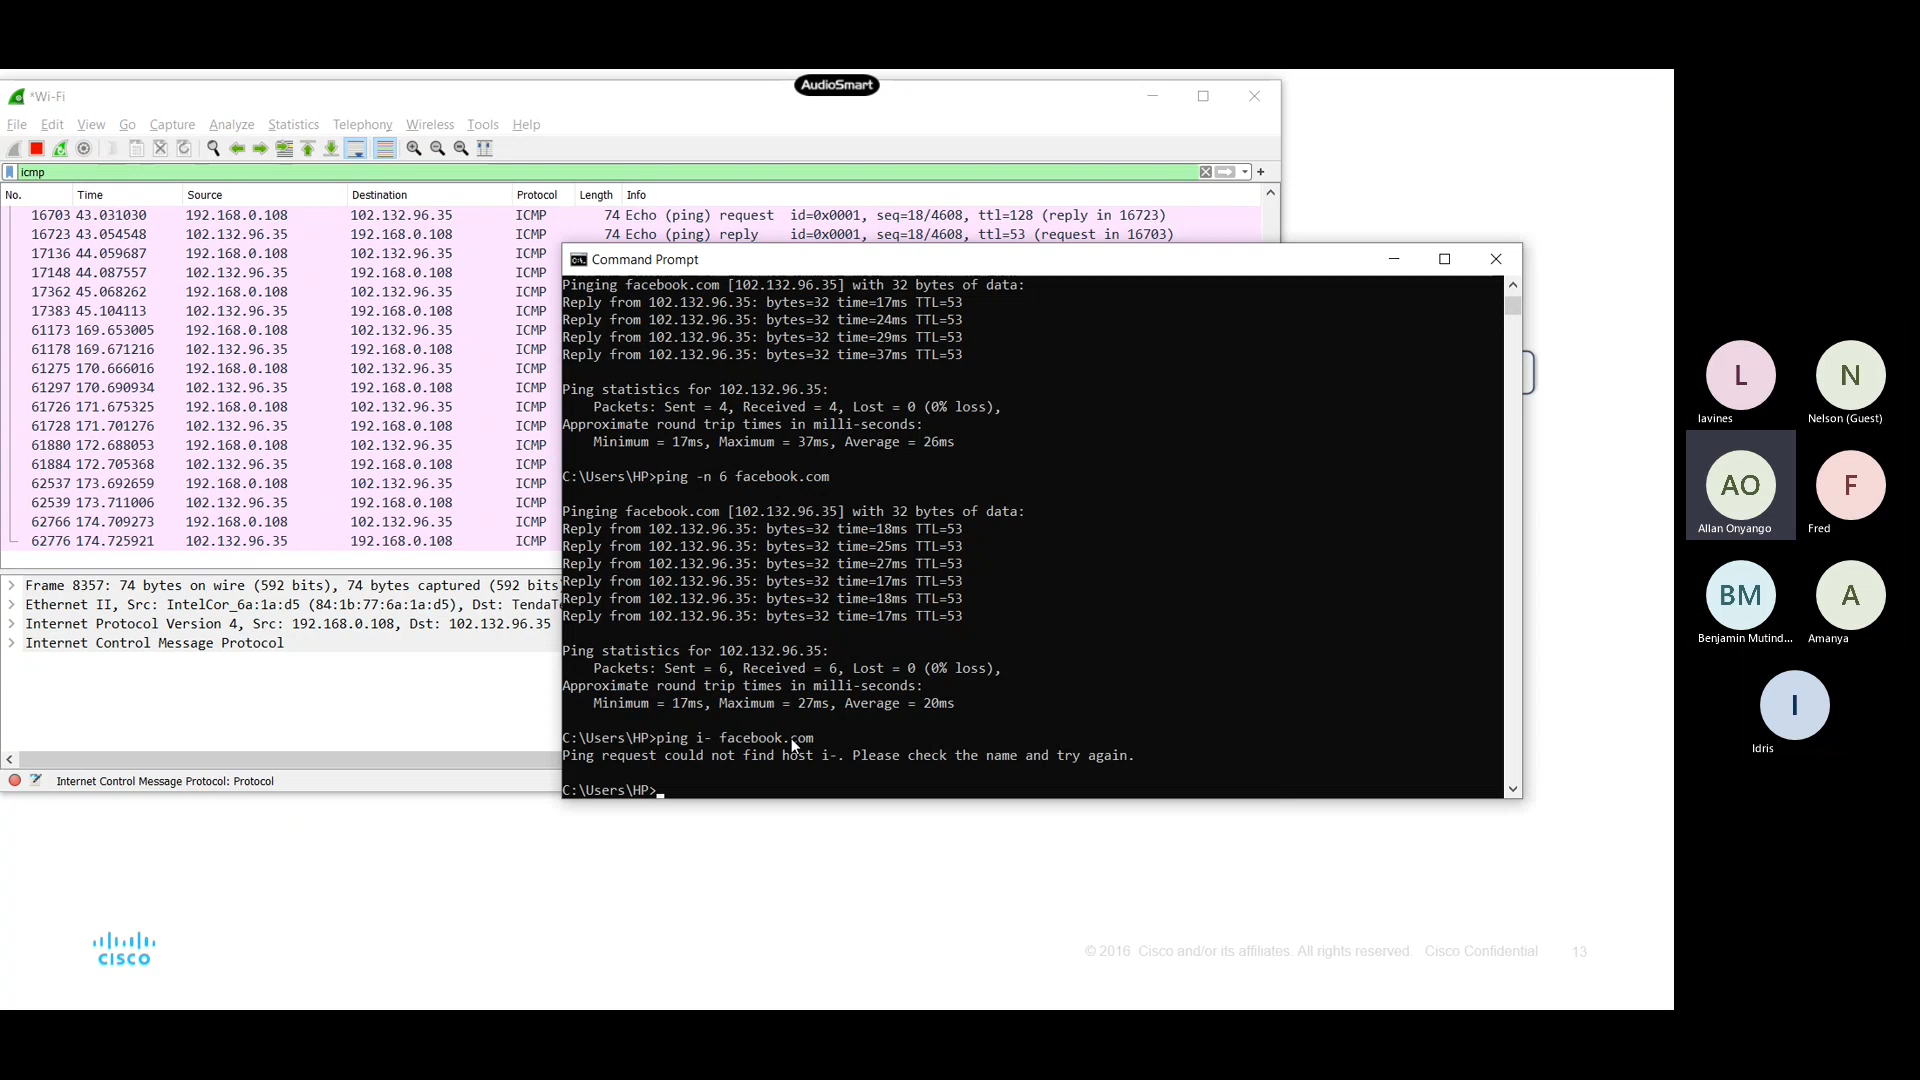 AudioSmart
*Wi-Fi
File Edit View Go Capture Analyze Statistics Telephony Wireless Tools Help
icmp
No. Time Source Destination Protocol Length Info
16703 43.031030 192.168.0.108 102.132.96.35 ICMP 74 Echo (ping) request id=0x0001, seq=18/4608, ttl=128 (reply in 16723)
16723 43.054548 102.132.96.35 192.168.0.108 ICMP 74 Echo (ping) reply id=0x0001, seq=18/4608, ttl=53 (request in 16703)
17136 44.059687 192.168.0.108 102.132.96.35 ICMP
17148 44.087557 102.132.96.35 192.168.0.108 ICMP
17362 45.068262 192.168.0.108 102.132.96.35 ICMP
17383 45.104113 102.132.96.35 192.168.0.108 ICMP
61173 169.653005 192.168.0.108 102.132.96.35 ICMP
61178 169.671216 102.132.96.35 192.168.0.108 ICMP
61275 170.666016 192.168.0.108 102.132.96.35 ICMP
61297 170.690934 102.132.96.35 192.168.0.108 ICMP
61726 171.675325 192.168.0.108 102.132.96.35 ICMP
61728 171.701276 102.132.96.35 192.168.0.108 ICMP
61880 172.688053 192.168.0.108 102.132.96.35 ICMP
61884 172.705368 102.132.96.35 192.168.0.108 ICMP
62537 173.692659 192.168.0.108 102.132.96.35 ICMP
62539 173.711006 102.132.96.35 192.168.0.108 ICMP
62766 174.709273 192.168.0.108 102.132.96.35 ICMP
62776 174.725921 102.132.96.35 192.168.0.108 ICMP
Frame 8357: 74 bytes on wire (592 bits), 74 bytes captured (592 bits
Ethernet II, Src: IntelCor_6a:1a:d5 (84:1b:77:6a:1a:d5), Dst: TendaT
Internet Protocol Version 4, Src: 192.168.0.108, Dst: 102.132.96.35
Internet Control Message Protocol
Internet Control Message Protocol: Protocol
Command Prompt
Pinging facebook.com [102.132.96.35] with 32 bytes of data:
Reply from 102.132.96.35: bytes=32 time=17ms TTL=53
Reply from 102.132.96.35: bytes=32 time=24ms TTL=53
Reply from 102.132.96.35: bytes=32 time=29ms TTL=53
Reply from 102.132.96.35: bytes=32 time=37ms TTL=53
Ping statistics for 102.132.96.35:
Packets: Sent = 4, Received = 4, Lost = 0 (0% loss),
Approximate round trip times in milli-seconds:
Minimum = 17ms, Maximum = 37ms, Average = 26ms
C:\Users\HP>ping -n 6 facebook.com
Pinging facebook.com [102.132.96.35] with 32 bytes of data:
Reply from 102.132.96.35: bytes=32 time=18ms TTL=53
Reply from 102.132.96.35: bytes=32 time=25ms TTL=53
Reply from 102.132.96.35: bytes=32 time=27ms TTL=53
Reply from 102.132.96.35: bytes=32 time=17ms TTL=53
Reply from 102.132.96.35: bytes=32 time=18ms TTL=53
Reply from 102.132.96.35: bytes=32 time=17ms TTL=53
Ping statistics for 102.132.96.35:
Packets: Sent = 6, Received = 6, Lost = 0 (0% loss),
Approximate round trip times in milli-seconds:
Minimum = 17ms, Maximum = 27ms, Average = 20ms
C:\Users\HP>ping i- facebook.com
Ping request could not find host i-. Please check the name and try again.
C:\Users\HP>
CISCO
© 2016 Cisco and/or its affiliates. All rights reserved. Cisco Confidential 13
L
lavines
N
Nelson (Guest)
AO
Allan Onyango
F
Fred
BM
Benjamin Mutind...
A
Amanya
I
Idris